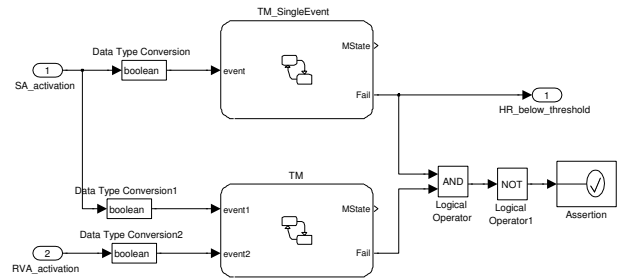 TM_SingleEvent
MState
Data Type Conversion
1
boolean
event
SA_activation
Fail
1
HR_below_threshold
TM
Data Type Conversion1
boolean
event1
MState
AND
NOT
Logical
Operator
Logical
Operator1
Assertion
Data Type Conversion2
2
boolean
event2
Fail
RVA_activation